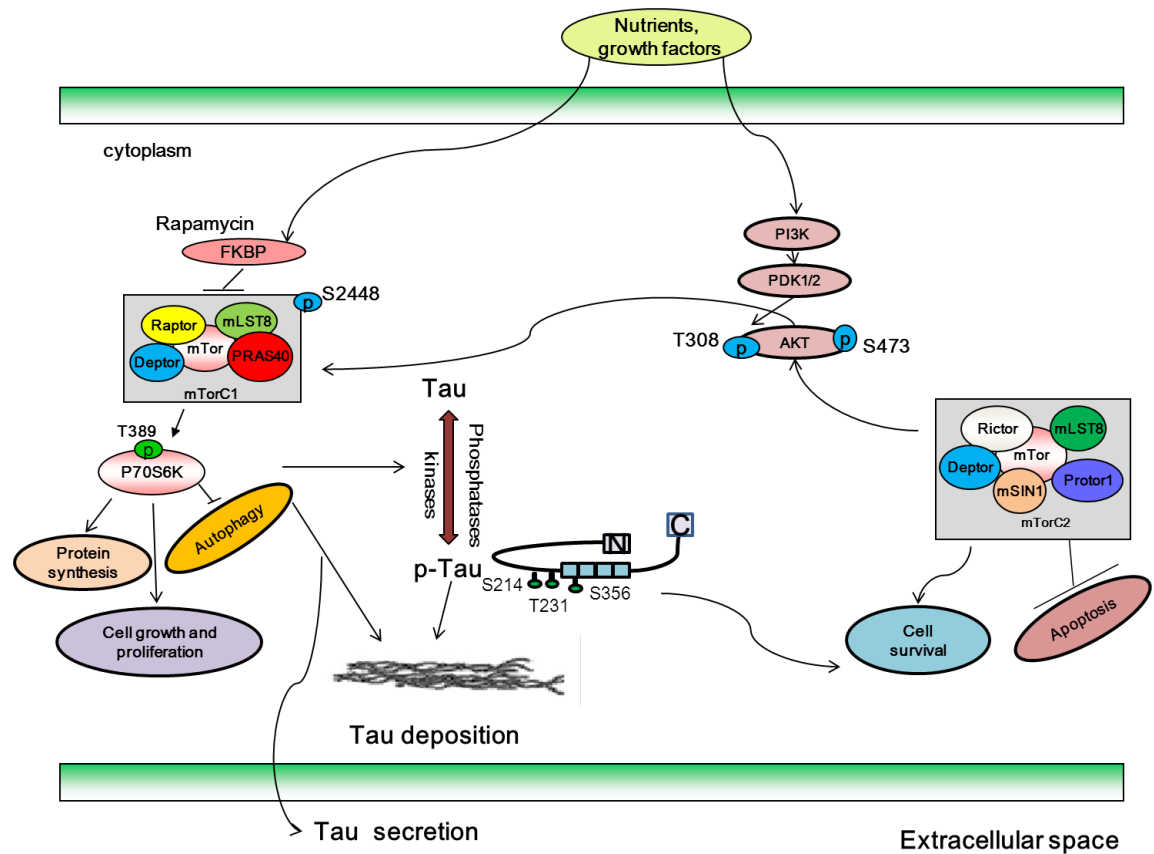 Nutrients,
growth factors
cytoplasm
Rapamycin
FKBP
PI3K
PDK1/2
p
S2448
Raptor
mLST8
mTor
Deptor
PRAS40
mTorC1
T308
p
AKT
p
S473
Tau
T389
p
P70S6K
Phosphatases
kinases
Autophagy
Rictor
mLST8
mTor
Deptor
Protor1
mSIN1
mTorC2
Protein
synthesis
p-Tau
N
C
S214
T231
S356
Cell growth and
proliferation
Cell
survival
Apoptosis
Tau deposition
Tau secretion
Extracellular space